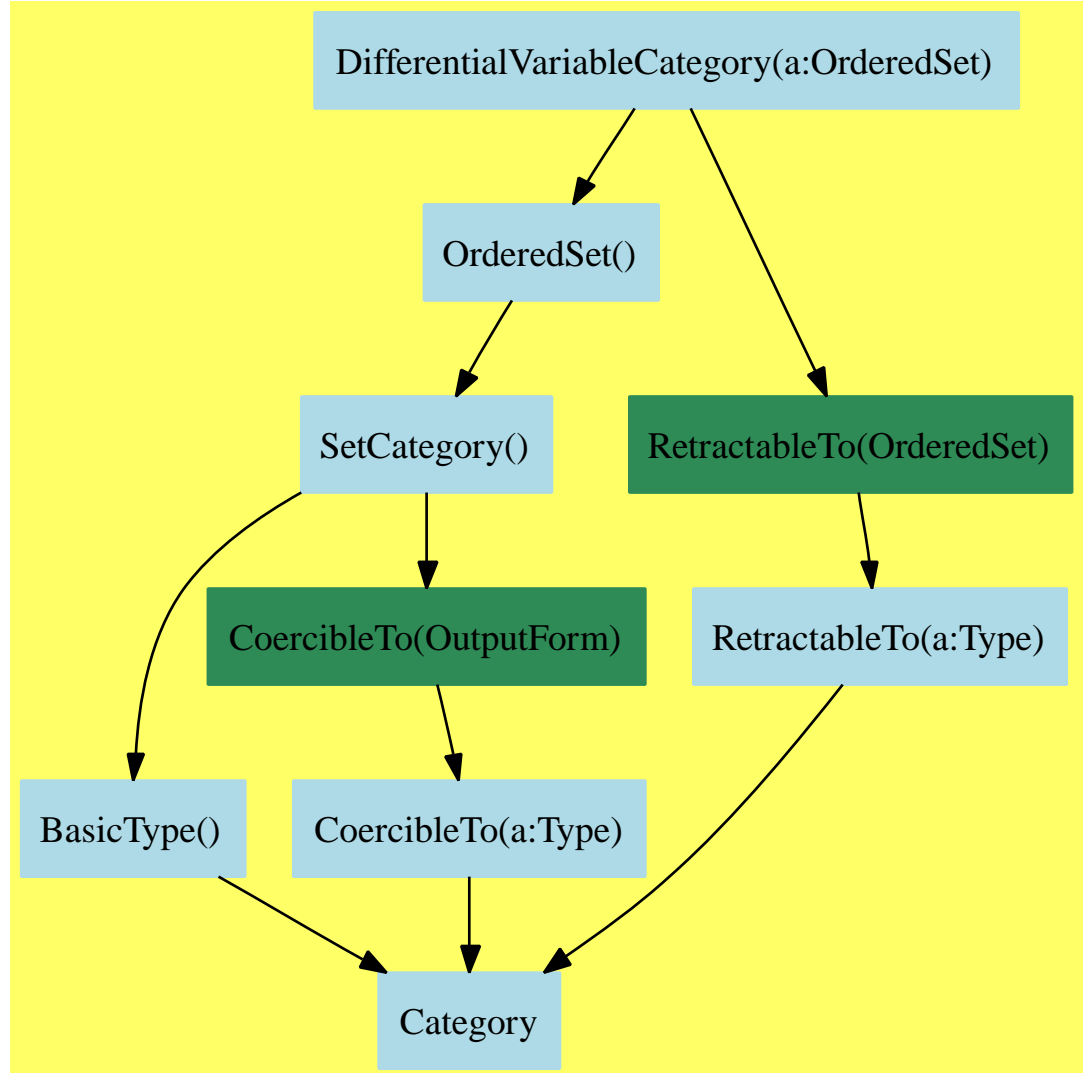 DifferentialVariableCategory(a:OrderedSet)
OrderedSet()
SetCategory()
RetractableTo(OrderedSet)
CoercibleTo(OutputForm)
RetractableTo(a:Type)
BasicType()
CoercibleTo(a:Type)
Category